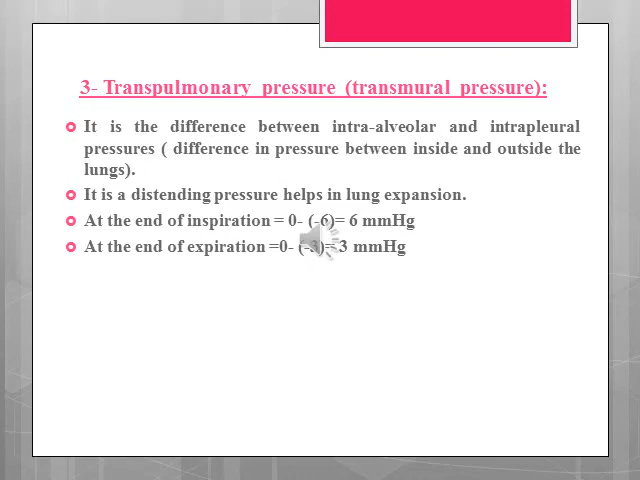 3- Transpulmonary pressure (transmural pressure):
It is the difference between intra-alveolar and intrapleural
pressures ( difference in pressure between inside and outside the
lungs).
It is a distending pressure helps in lung expansion.
At the end of inspiration = 0- (-6)= 6 mmHg
At the end of expiration =0- (-3)= 3 mmHg